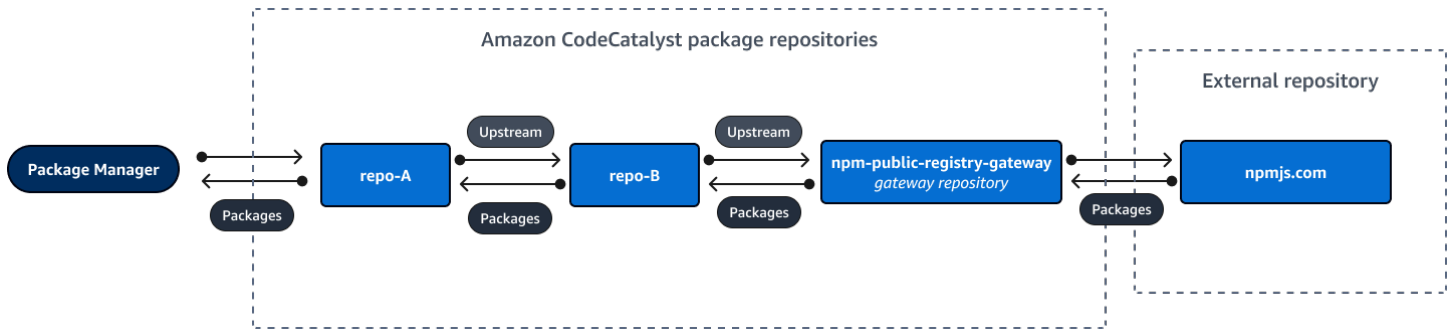 Amazon CodeCatalyst package repositories
External repository
Upstream
Upstream
Package Manager
repo-A
repo-B
npm-public-registry-gateway
gateway repository
npmjs.com
Packages
Packages
Packages
Packages